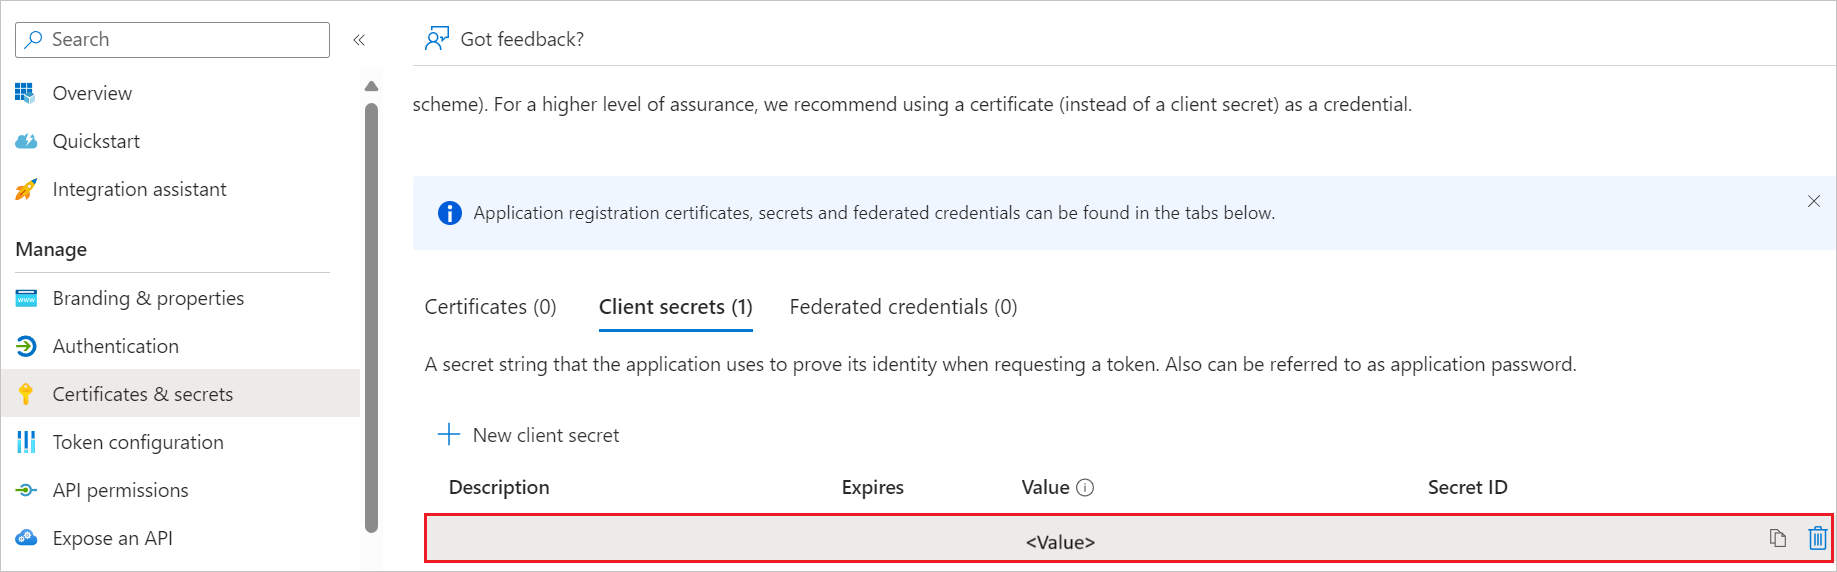 Search
«
Overview
Quickstart
Integration assistant
Manage
Branding & properties
Authentication
Certificates & secrets
Token configuration
API permissions
Expose an API
Got feedback?
scheme). For a higher level of assurance, we recommend using a certificate (instead of a client secret) as a credential.
Application registration certificates, secrets and federated credentials can be found in the tabs below.
Certificates (0) Client secrets (1) Federated credentials (0)
A secret string that the application uses to prove its identity when requesting a token. Also can be referred to as application password.
New client secret
Description Expires Value Secret ID
<Value>